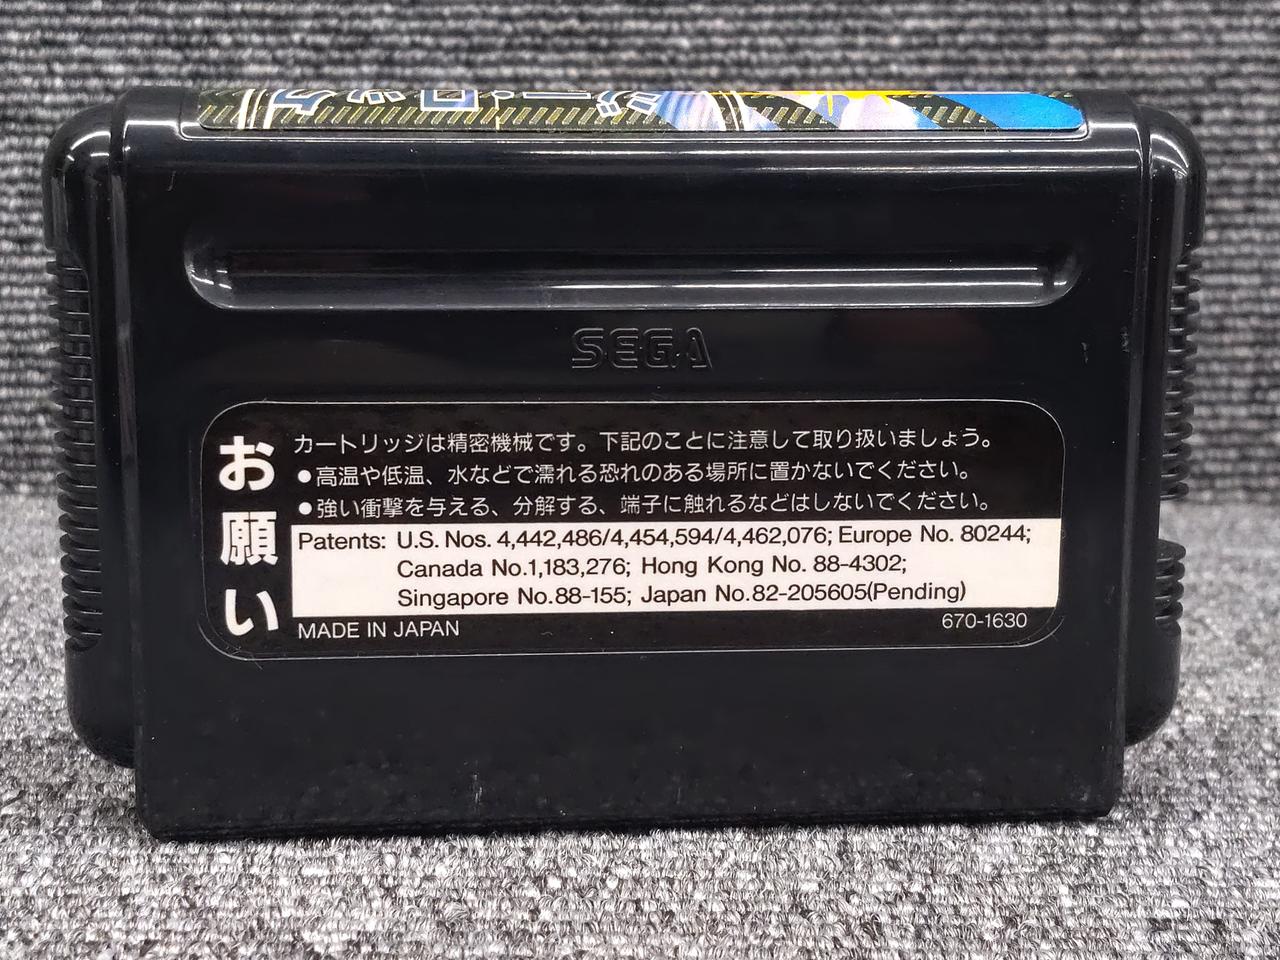 SEGA
お願い
カートリッジは精密機械です。下記のことに注意して取り扱いましょう。
●高温や低温、水などで濡れる恐れのある場所に置かないでください。
●強い衝撃を与える、分解する、端子に触れるなどはしないでください。
Patents: U.S. Nos. 4,442,486/4,454,594/4,462,076; Europe No. 80244;
Canada No.1,183,276; Hong Kong No. 88-4302;
Singapore No.88-155; Japan No.82-205605(Pending)
MADE IN JAPAN
670-1630